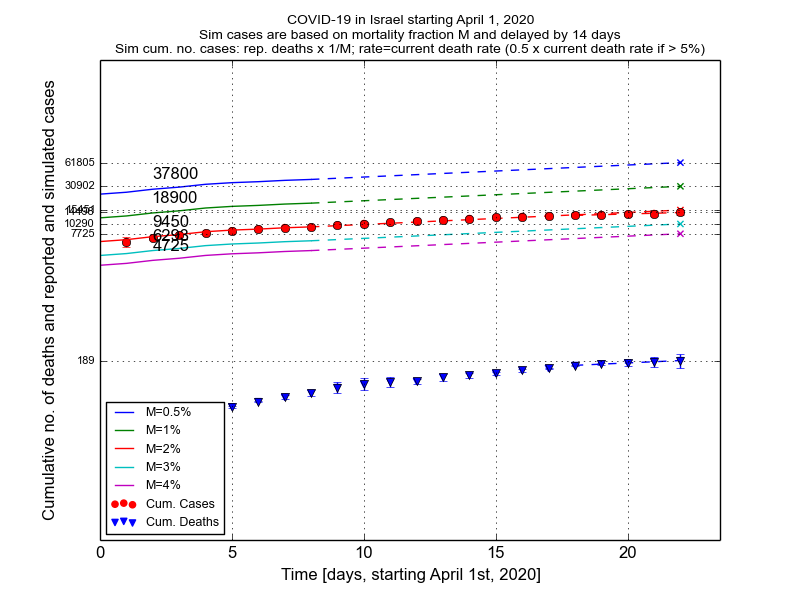 COVID-19 in Israel starting April 1, 2020
Sim cases are based on mortality fraction M and delayed by 14 days
Sim cum. no. cases: rep. deaths x 1/M; rate=current death rate (0.5 x current death rate if > 5%)
Cumulative no. of deaths and reported and simulated cases
61805
30902
15451
14498
10290
7725
189
37800
18900
9450
6298
4725
M=0.5%
M=1%
M=2%
M=3%
M=4%
Cum. Cases
Cum. Deaths
0 5 10 15 20
Time [days, starting April 1st, 2020]